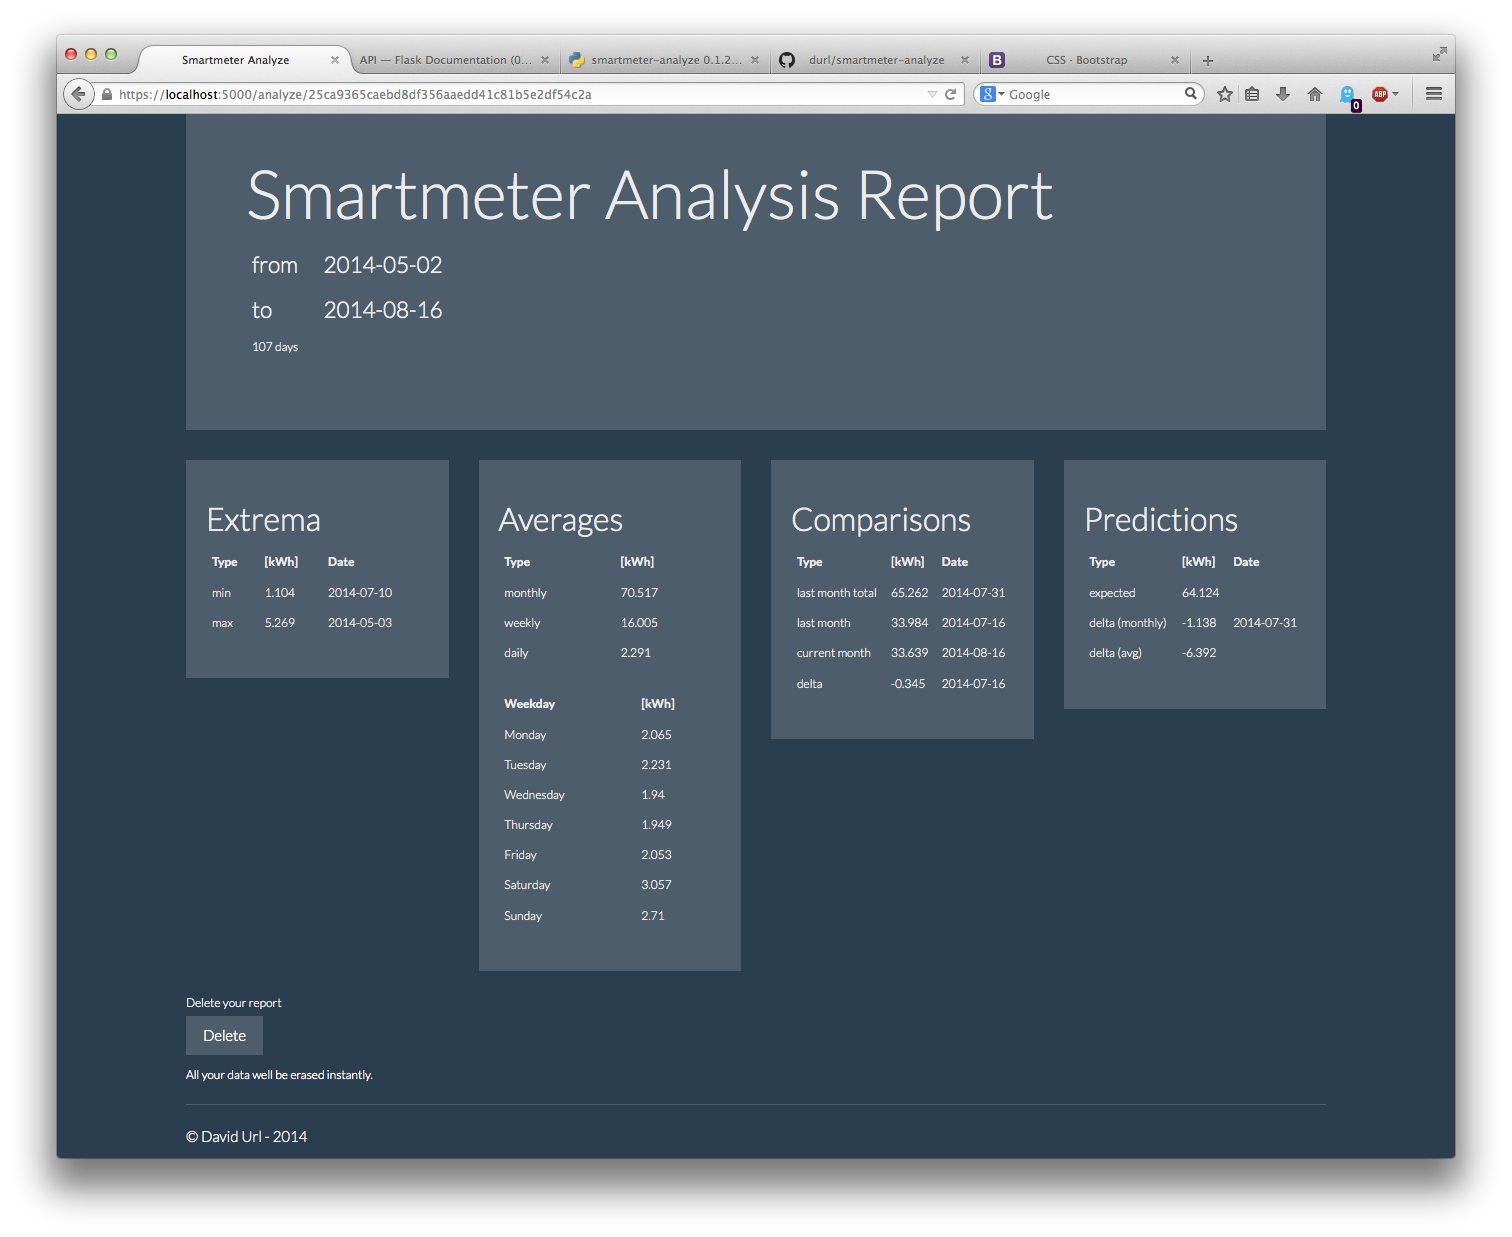 Smartmeter Analyze
API — Flask Documentation (0...
smartmeter-analyze 0.1.2...
durl/smartmeter-analyze
CSS · Bootstrap
https://localhost:5000/analyze/25ca9365caebd8df356aaedd41c81b5e2df54c2a
Google
0
ABP
Smartmeter Analysis Report
from 2014-05-02
to 2014-08-16
107 days
Extrema
Type [kWh] Date
min 1.104 2014-07-10
max 5.269 2014-05-03
Averages
Type [kWh]
monthly 70.517
weekly 16.005
daily 2.291
Weekday [kWh]
Monday 2.065
Tuesday 2.231
Wednesday 1.94
Thursday 1.949
Friday 2.053
Saturday 3.057
Sunday 2.71
Comparisons
Type [kWh] Date
last month total 65.262 2014-07-31
last month 33.984 2014-07-16
current month 33.639 2014-08-16
delta -0.345 2014-07-16
Predictions
Type [kWh] Date
expected 64.124
delta (monthly) -1.138 2014-07-31
delta (avg) -6.392
Delete your report
Delete
All your data well be erased instantly.
© David Url - 2014